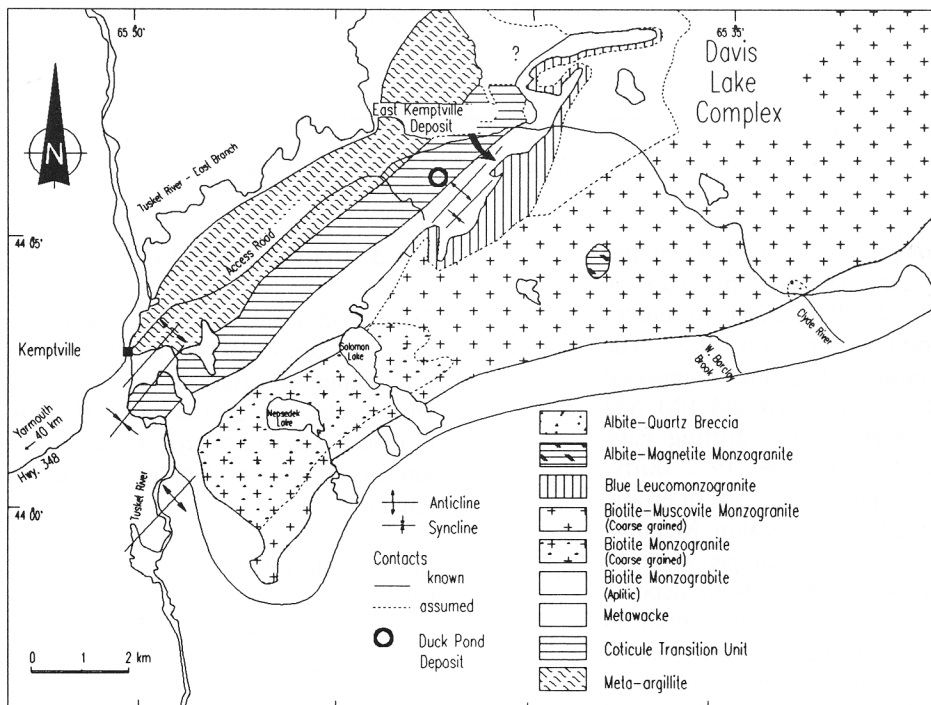 65 50
65 35
Davis
Lake
Complex
?
East Kemptville
Deposit
N
Tusket River - East Branch
Access Road
44 05
Kemptville
Solomon
Lake
Nepsedek
Lake
Clyde River
W. Barclay
Brook
Yarmouth
← 40 km
Hwy. 348
Tusket River
44 00
0 1 2 km
Anticline
Syncline
Contacts
known
assumed
Duck Pond
Deposit
Albite-Quartz Breccia
Albite-Magnetite Monzogranite
Blue Leucomonzogranite
Biotite-Muscovite Monzogranite
(Coarse grained)
Biotite Monzogranite
(Coarse grained)
Biotite Monzograbite
(Aplitic)
Metawacke
Coticule Transition Unit
Meta-argillite